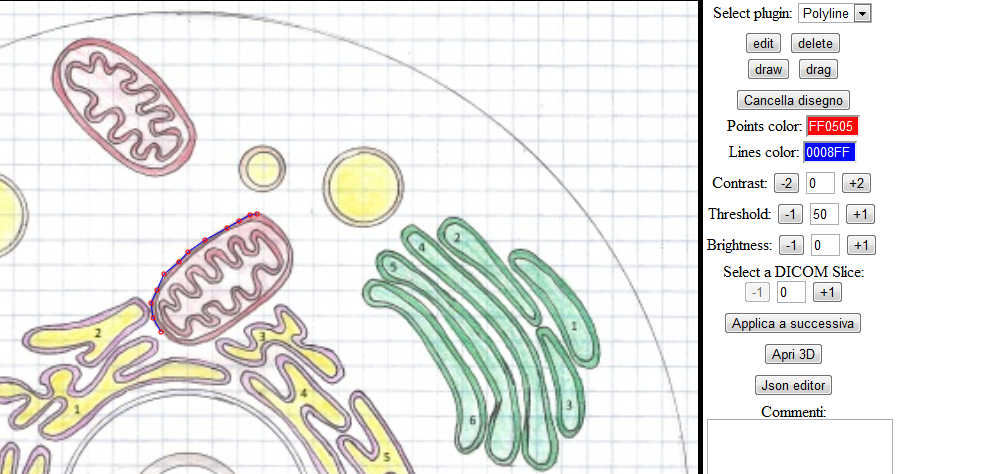 Select plugin: Polyline
edit delete
draw drag
Cancella disegno
Points color: FF0505
Lines color: 0008FF
Contrast: -2 0 +2
Threshold: -1 50 +1
Brightness: -1 0 +1
Select a DICOM Slice:
-1 0 +1
Applica a successiva
Apri 3D
Json editor
Commenti:
2
4
5
1
2
3
4
1
3
6
5